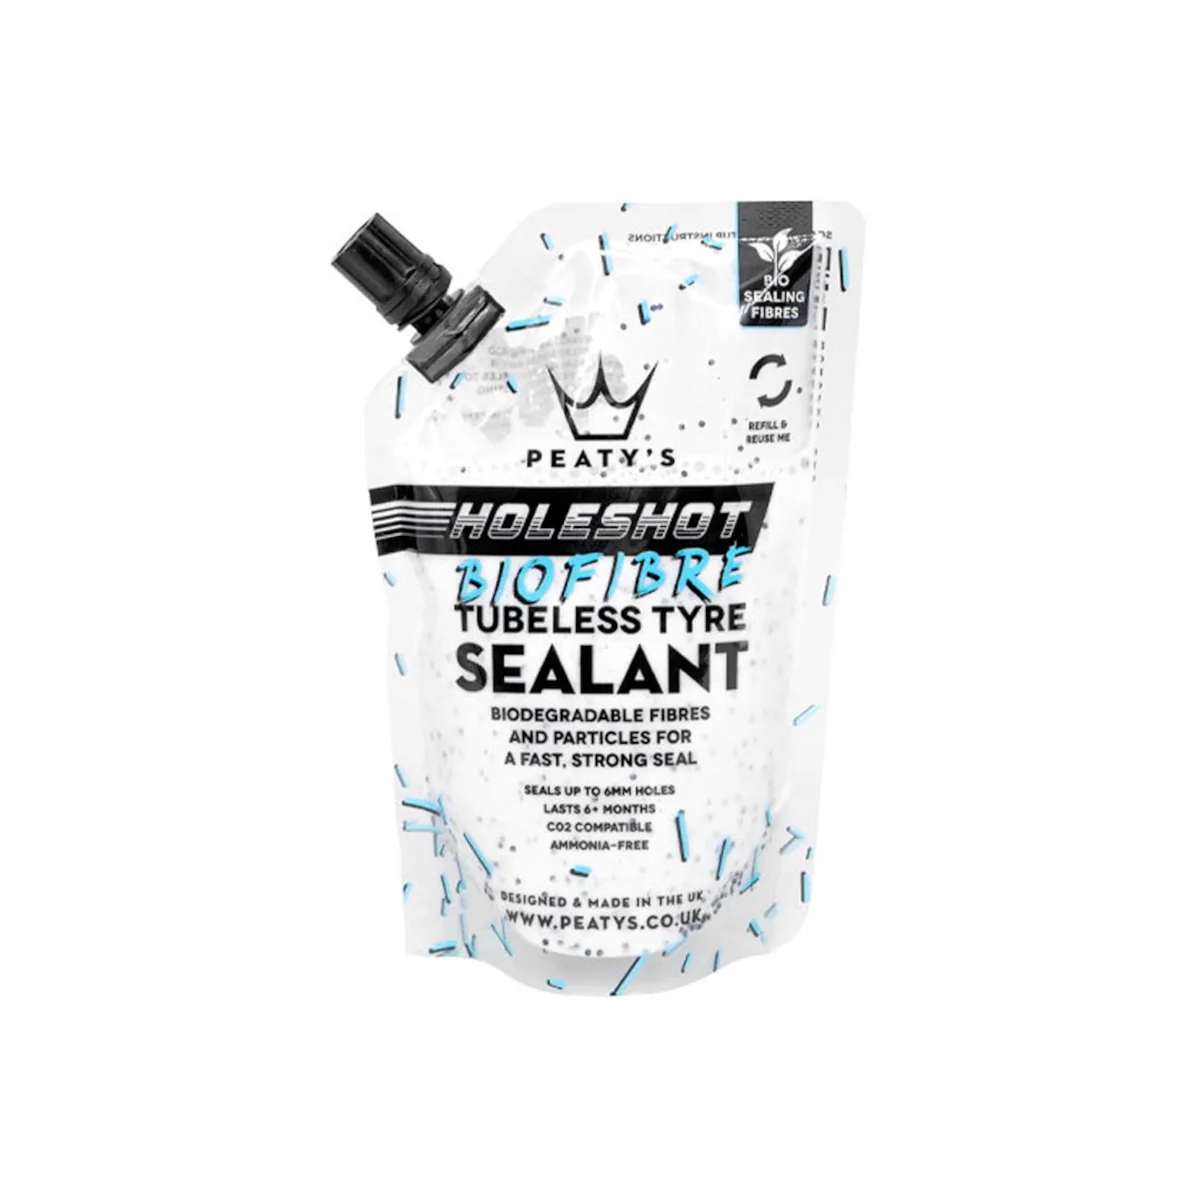 BIO
SEALING
FIBRES
REFILL &
REUSE ME
PEATY'S
HOLESHOT
BIOFIBRE
TUBELESS TYRE
SEALANT
BIODEGRADABLE FIBRES
AND PARTICLES FOR
A FAST, STRONG SEAL
SEALS UP TO 6MM HOLES
LASTS 6+ MONTHS
CO2 COMPATIBLE
AMMONIA-FREE
DESIGNED & MADE IN THE UK
WWW.PEATYS.CO.UK